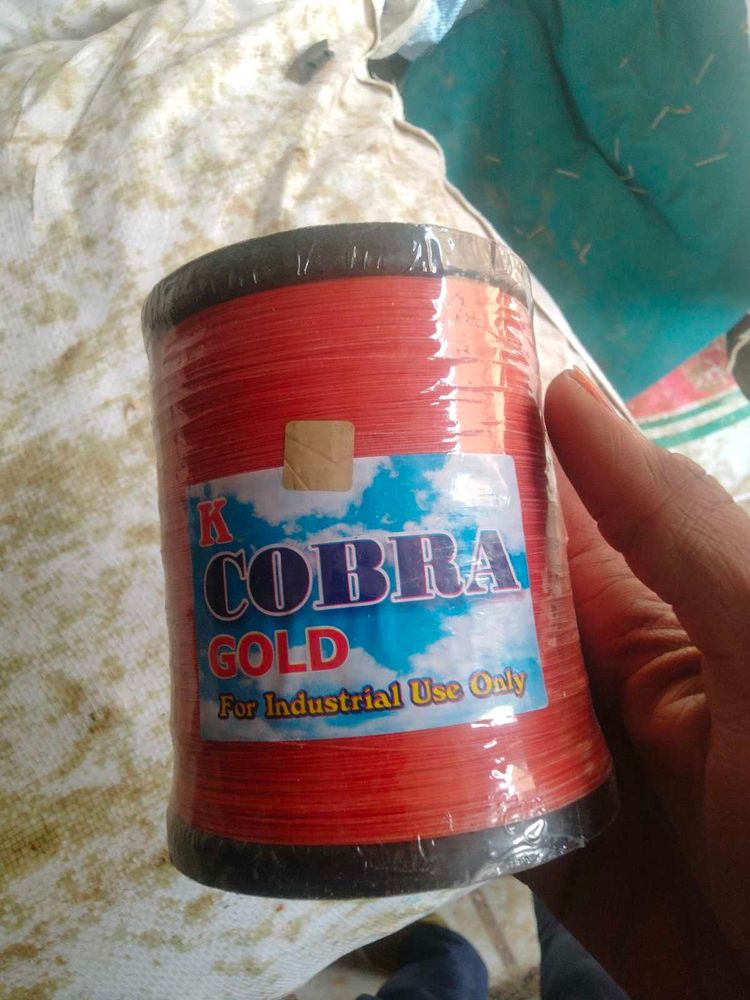 K
COBRA
GOLD
For Industrial Use Only